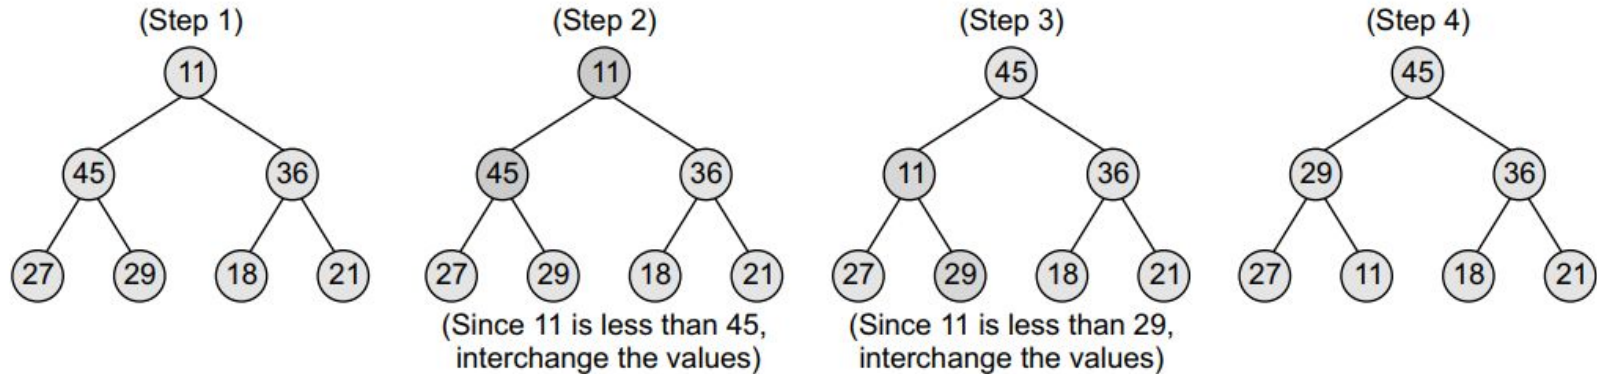 (Step 1) (Step 2) (Step 3) (Step 4)
11 11 45 45
45 36 45 36 11 36 29 36
27 29 18 21 27 29 18 21 27 29 18 21 27 11 18 21
(Since 11 is less than 45, (Since 11 is less than 29,
interchange the values) interchange the values)